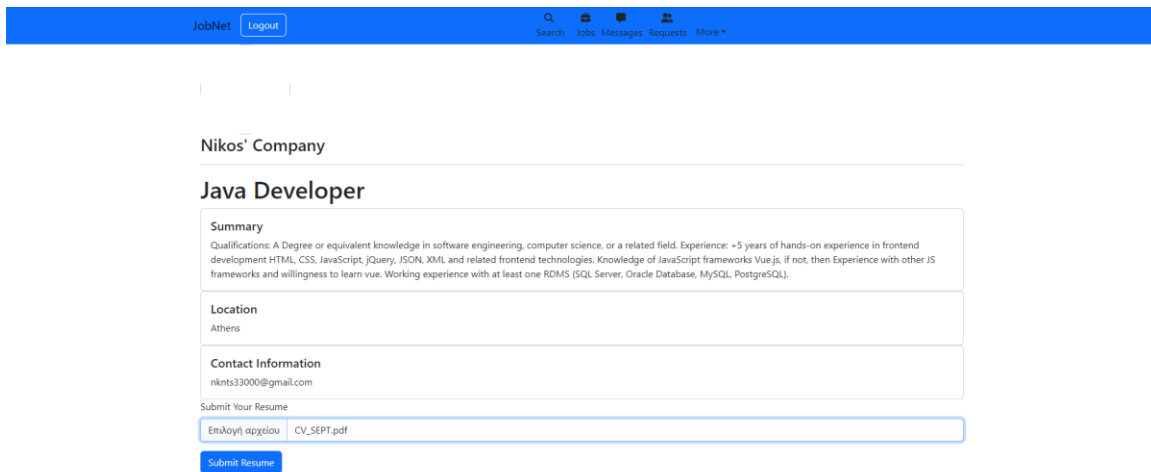 JobNet Logout
Search Jobs Messages Requests More
Nikos' Company
Java Developer
Summary
Qualifications: A Degree or equivalent knowledge in software engineering, computer science, or a related field. Experience: +5 years of hands-on experience in frontend
development HTML, CSS, JavaScript, jQuery, JSON, XML and related frontend technologies. Knowledge of JavaScript frameworks Vue.js, if not, then Experience with other JS
frameworks and willingness to learn vue. Working experience with at least one RDMS (SQL Server, Oracle Database, MySQL, PostgreSQL).
Location
Athens
Contact Information
nknts33000@gmail.com
Submit Your Resume
Επιλογή αρχείου CV_SEPT.pdf
Submit Resume